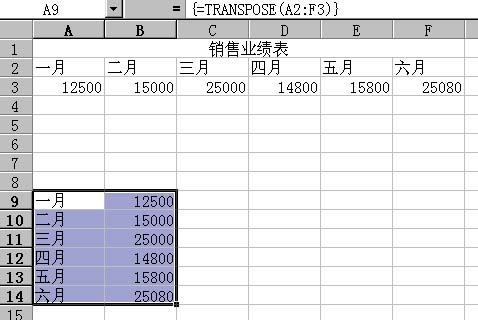 A9 = {=TRANSPOSE(A2:F3)}
A B C D E F
1 销售业绩表
2 一月 二月 三月 四月 五月 六月
3 12500 15000 25000 14800 15800 25080
4
5
6
7
8
9 一月 12500
10 二月 15000
11 三月 25000
12 四月 14800
13 五月 15800
14 六月 25080
15